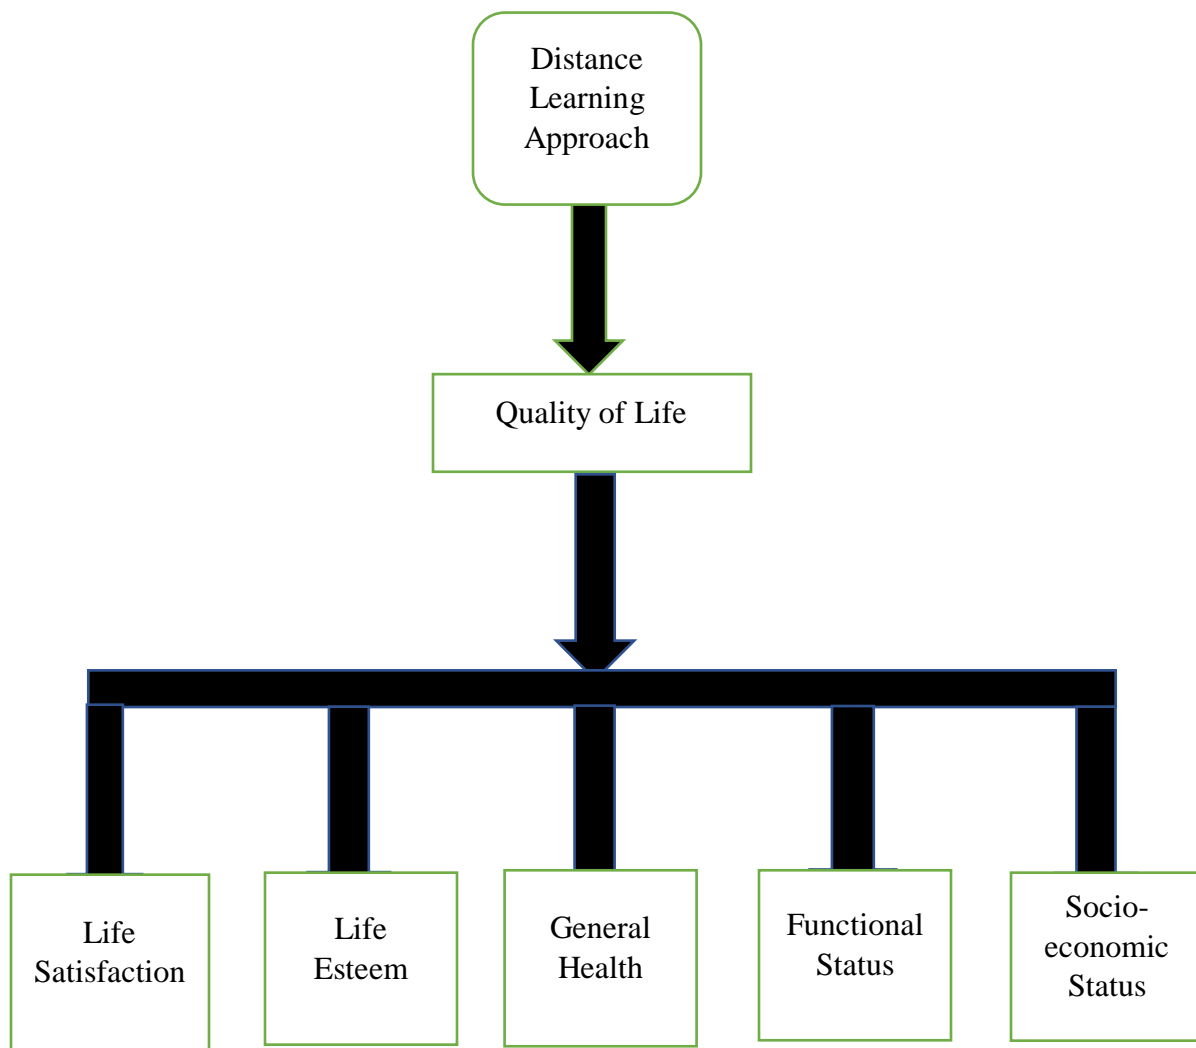 Distance
Learning
Approach
Quality of Life
Life
Satisfaction
Life
Esteem
General
Health
Functional
Status
Socio-
economic
Status